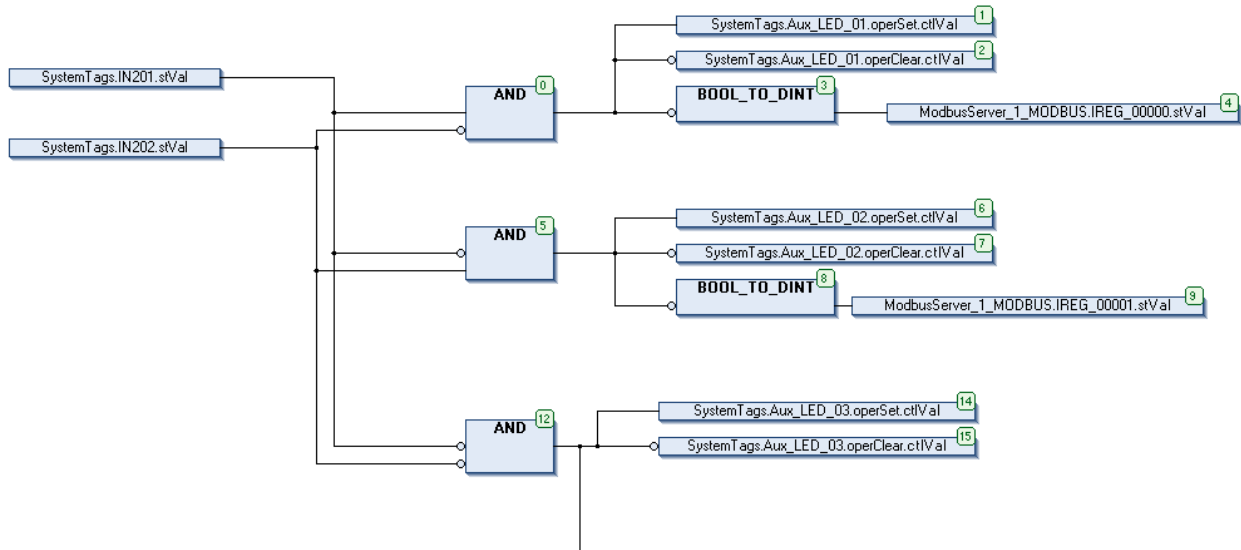 1
SystemTags.Aux_LED_01.operSet.ctlVal
2
SystemTags.Aux_LED_01.operClear.ctlVal
SystemTags.IN201.stVal
AND 0
BOOL_TO_DINT 3
4
ModbusServer_1_MODBUS.IREG_00000.stVal
SystemTags.IN202.stVal
6
SystemTags.Aux_LED_02.operSet.ctlVal
AND 5
7
SystemTags.Aux_LED_02.operClear.ctlVal
BOOL_TO_DINT 8
9
ModbusServer_1_MODBUS.IREG_00001.stVal
14
SystemTags.Aux_LED_03.operSet.ctlVal
AND 12
15
SystemTags.Aux_LED_03.operClear.ctlVal